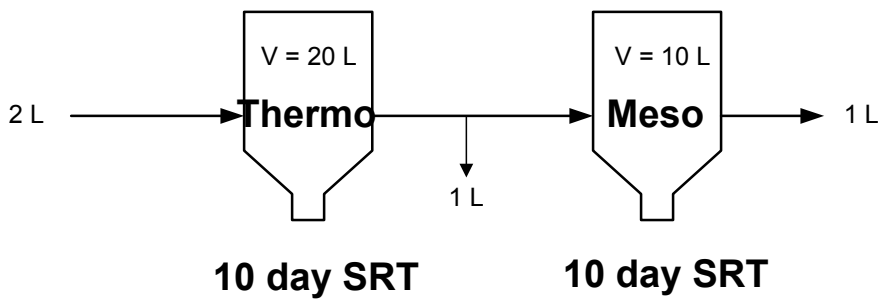 V = 20 L
V = 10 L
2 L
Thermo
Meso
1 L
1 L
10 day SRT
10 day SRT